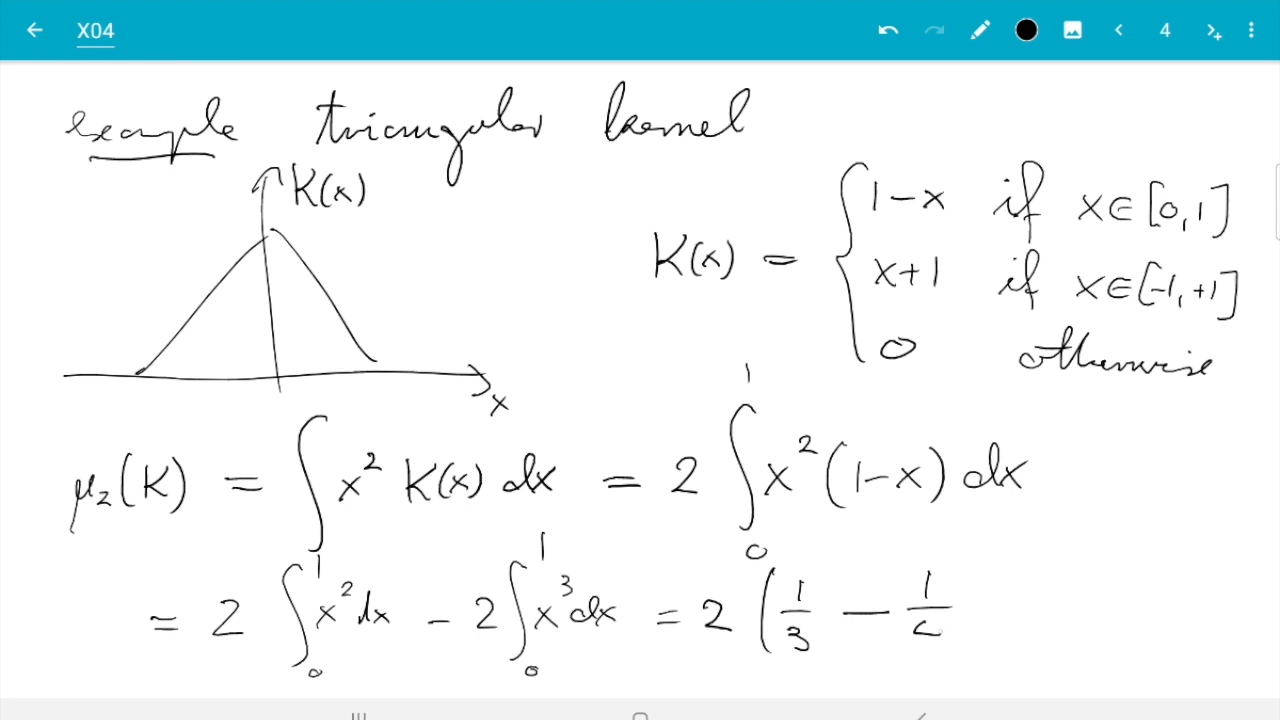 X04
4
example triangular kernel
K(x)
x
K(x) = { 1-x if x∈[0,1]
x+1 if x∈[-1,+1]
0 otherwise
μ₂(K) = ∫ x² K(x) dx = 2 ∫₀¹ x² (1-x) dx
= 2 ∫₀¹ x² dx - 2 ∫₀¹ x³ dx = 2 ( 1/3 - 1/